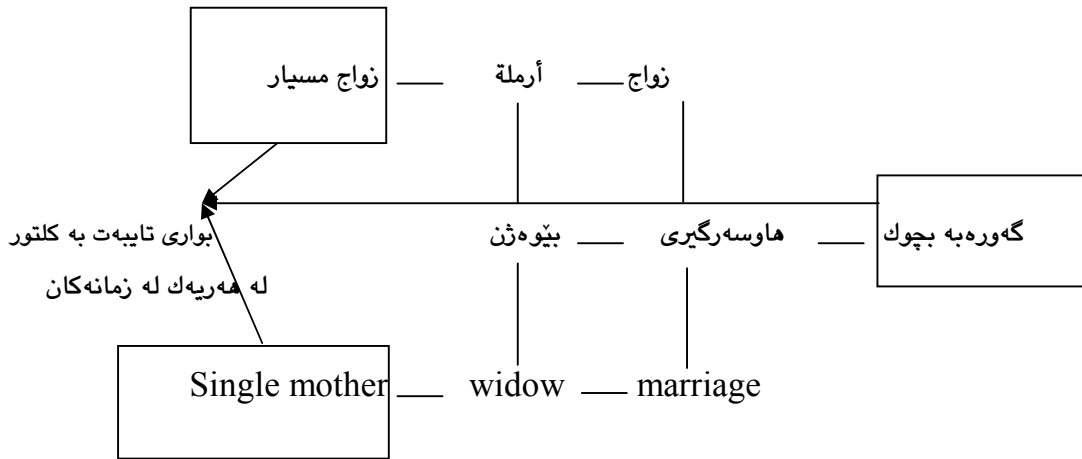 زواج — أرملة — زواج مسيار
گەورەبە بچوك — هاوسەرگیری — بێوەژن
بواری تایبەت بە کلتور
لە هەریەك لە زمانەکان
Single mother — widow — marriage